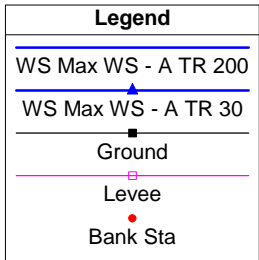 Legend
WS Max WS - A TR 200
WS Max WS - A TR 30
Ground
Levee
Bank Sta